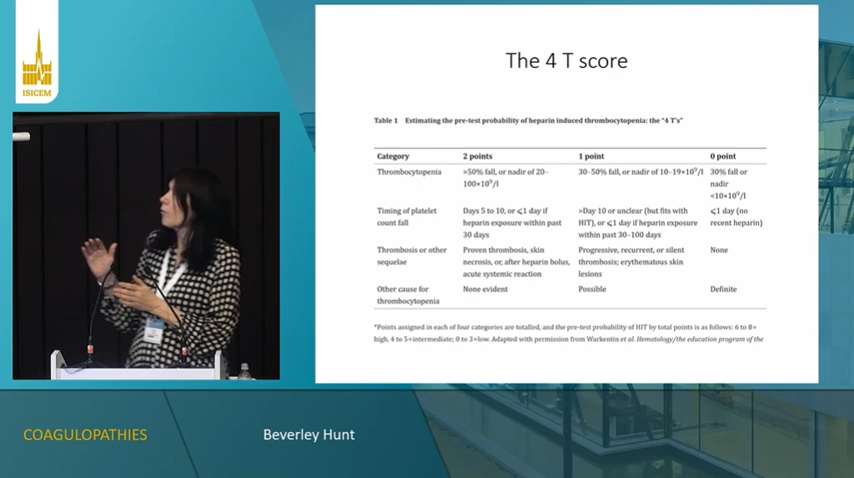 ISICEM
The 4 T score
Table 1 Estimating the pre-test probability of heparin induced thrombocytopenia: the "4 T's"
Category 2 points 1 point 0 point
Thrombocytopenia >50% fall, or nadir of 20– 30–50% fall, or nadir of 10–19×10⁹/l 30% fall or
100×10⁹/l nadir
<10×10⁹/l
Timing of platelet Days 5 to 10, or ⩽1 day if >Day 10 or unclear (but fits with ⩽1 day (no
count fall heparin exposure within past HIT), or ⩽1 day if heparin exposure recent heparin)
30 days within past 30–100 days
Thrombosis or other Proven thrombosis, skin Progressive, recurrent, or silent None
sequelae necrosis, or, after heparin bolus, thrombosis; erythematous skin
acute systemic reaction lesions
Other cause for None evident Possible Definite
thrombocytopenia
*Points assigned in each of four categories are totalled, and the pre-test probability of HIT by total points is as follows: 6 to 8=
high, 4 to 5=intermediate; 0 to 3=low. Adapted with permission from Warkentin et al. Hematology/the education program of the
COAGULOPATHIES Beverley Hunt